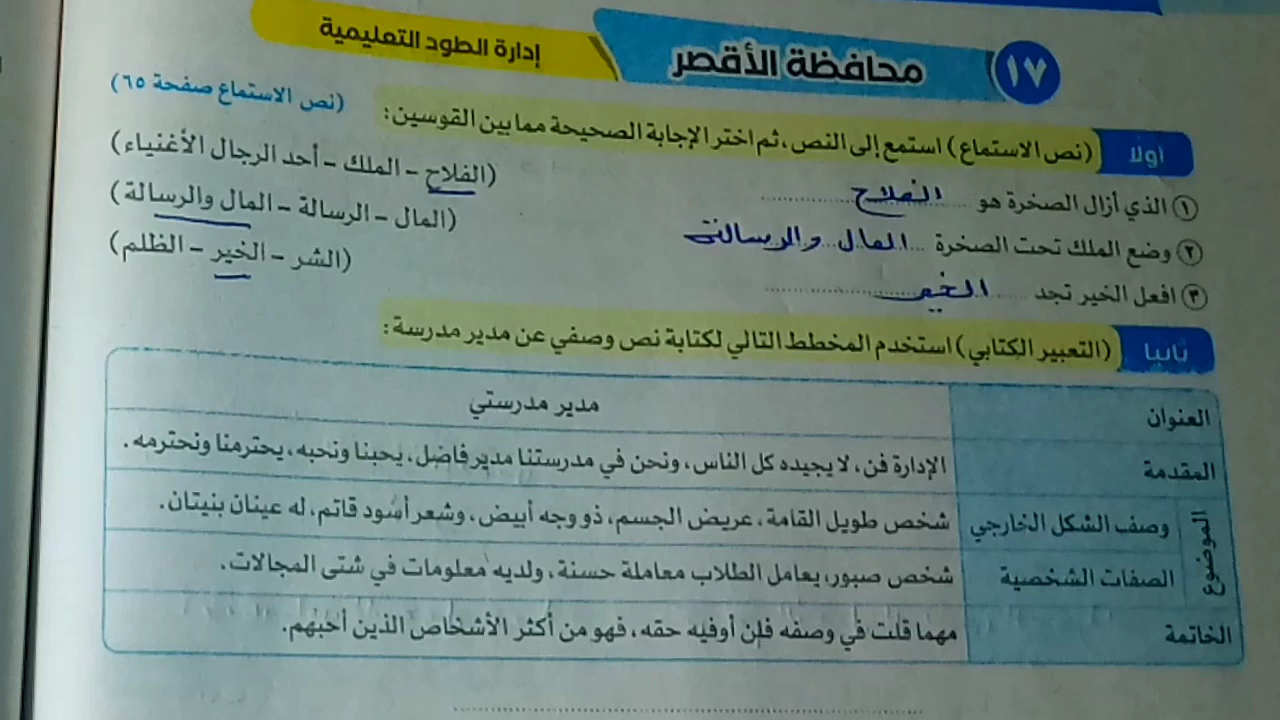 ١٧ محافظة الأقصر إدارة الطود التعليمية
أولا (نص الاستماع) استمع إلى النص، ثم اختر الإجابة الصحيحة مما بين القوسين: (نص الاستماع صفحة ٦٥)
١ الذي أزال الصخرة هو ..... الفلاح ..... (الفلاح - الملك - أحد الرجال الأغنياء)
٢ وضع الملك تحت الصخرة ... المال والرسالة (المال - الرسالة - المال والرسالة)
٣ افعل الخير تجد ..... الخير ..... (الشر - الخير - الظلم)
ثانيا (التعبير الكتابي) استخدم المخطط التالي لكتابة نص وصفي عن مدير مدرسة:
العنوان مدير مدرستي
المقدمة الإدارة فن، لا يجيده كل الناس، ونحن في مدرستنا مدير فاضل، يحبنا ونحبه، يحترمنا ونحترمه.
الموضوع
وصف الشكل الخارجي شخص طويل القامة، عريض الجسم، ذو وجه أبيض، وشعر أسود قاتم، له عينان بنيتان.
الصفات الشخصية شخص صبور، يعامل الطلاب معاملة حسنة، ولديه معلومات في شتى المجالات.
الخاتمة مهما قلت في وصفه فلن أوفيه حقه، فهو من أكثر الأشخاص الذين أحبهم.